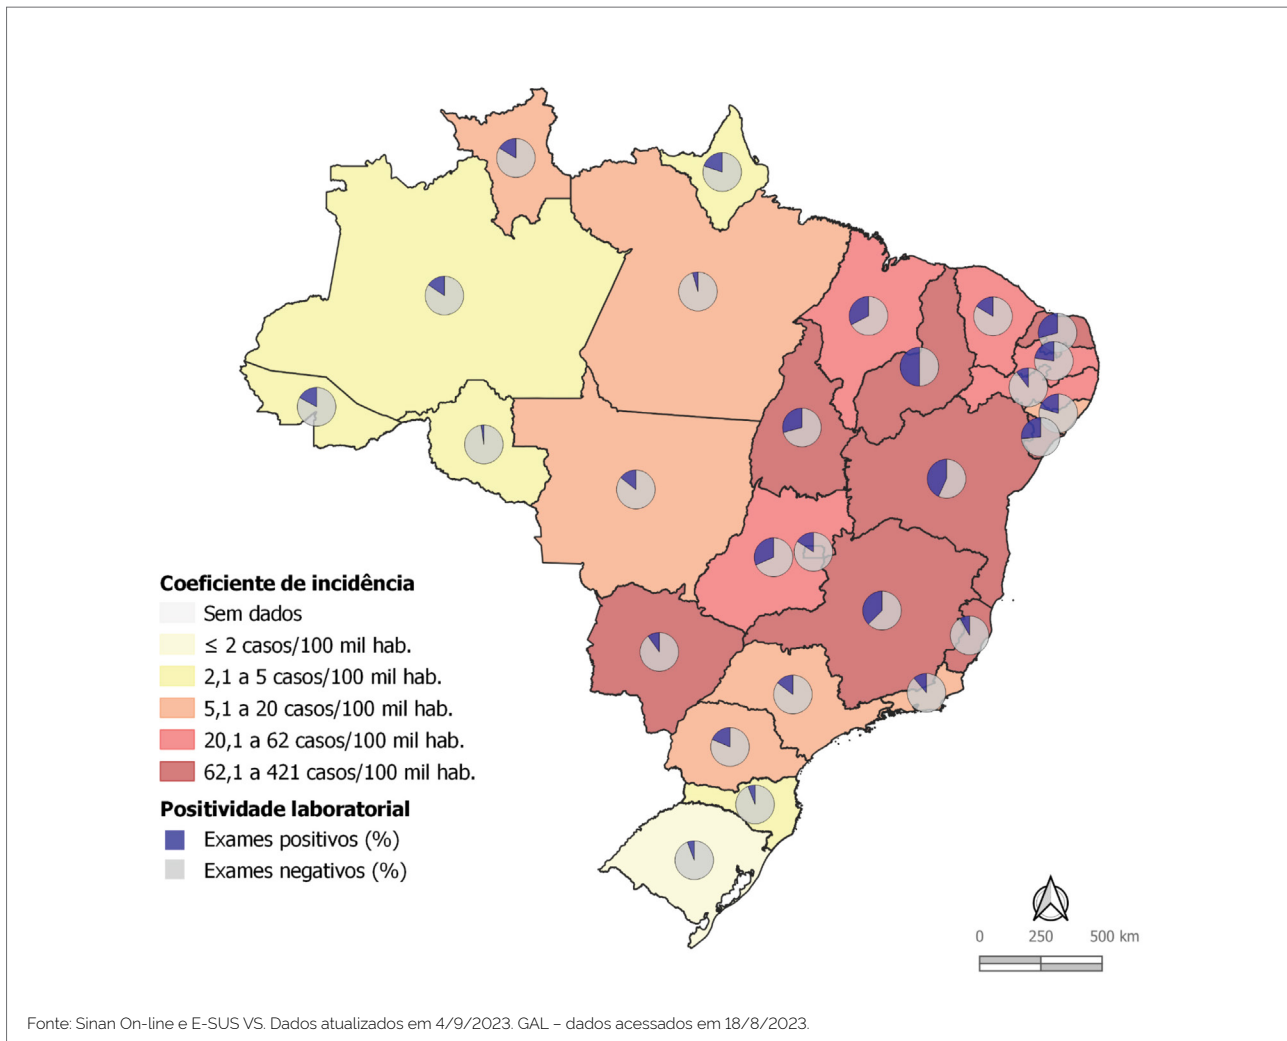 Coeficiente de incidência
Sem dados
≤ 2 casos/100 mil hab.
2,1 a 5 casos/100 mil hab.
5,1 a 20 casos/100 mil hab.
20,1 a 62 casos/100 mil hab.
62,1 a 421 casos/100 mil hab.
Positividade laboratorial
Exames positivos (%)
Exames negativos (%)
0 250 500 km
Fonte: Sinan On-line e E-SUS VS. Dados atualizados em 4/9/2023. GAL – dados acessados em 18/8/2023.